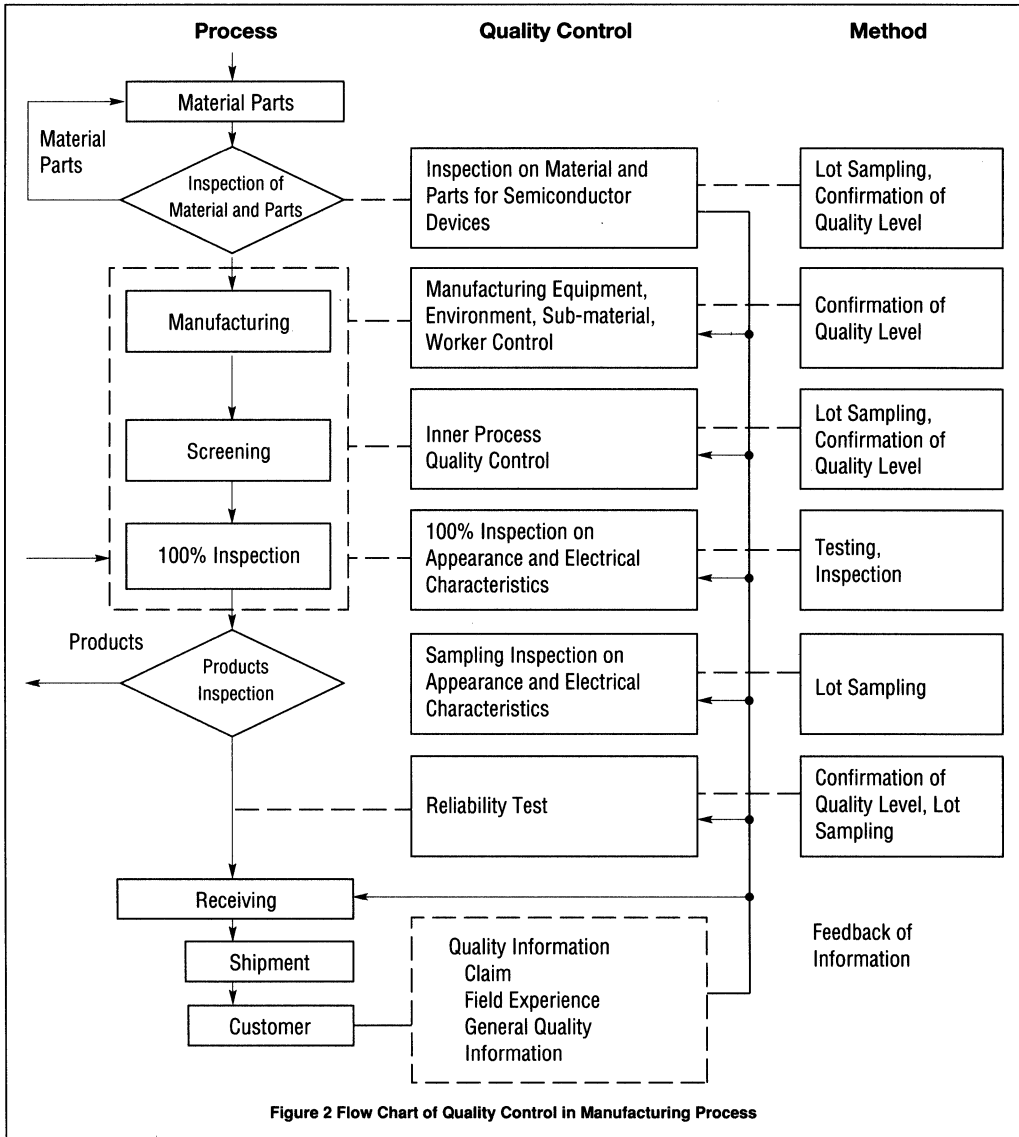 Process
Quality Control
Method
Material Parts
Material
Parts
Inspection of
Material and Parts
Inspection on Material and
Parts for Semiconductor
Devices
Lot Sampling,
Confirmation of
Quality Level
Manufacturing
Manufacturing Equipment,
Environment, Sub-material,
Worker Control
Confirmation of
Quality Level
Screening
Inner Process
Quality Control
Lot Sampling,
Confirmation of
Quality Level
100% Inspection
100% Inspection on
Appearance and Electrical
Characteristics
Testing,
Inspection
Products
Products
Inspection
Sampling Inspection on
Appearance and Electrical
Characteristics
Lot Sampling
Reliability Test
Confirmation of
Quality Level, Lot
Sampling
Receiving
Shipment
Customer
Quality Information
Claim
Field Experience
General Quality
Information
Feedback of
Information
Figure 2 Flow Chart of Quality Control in Manufacturing Process